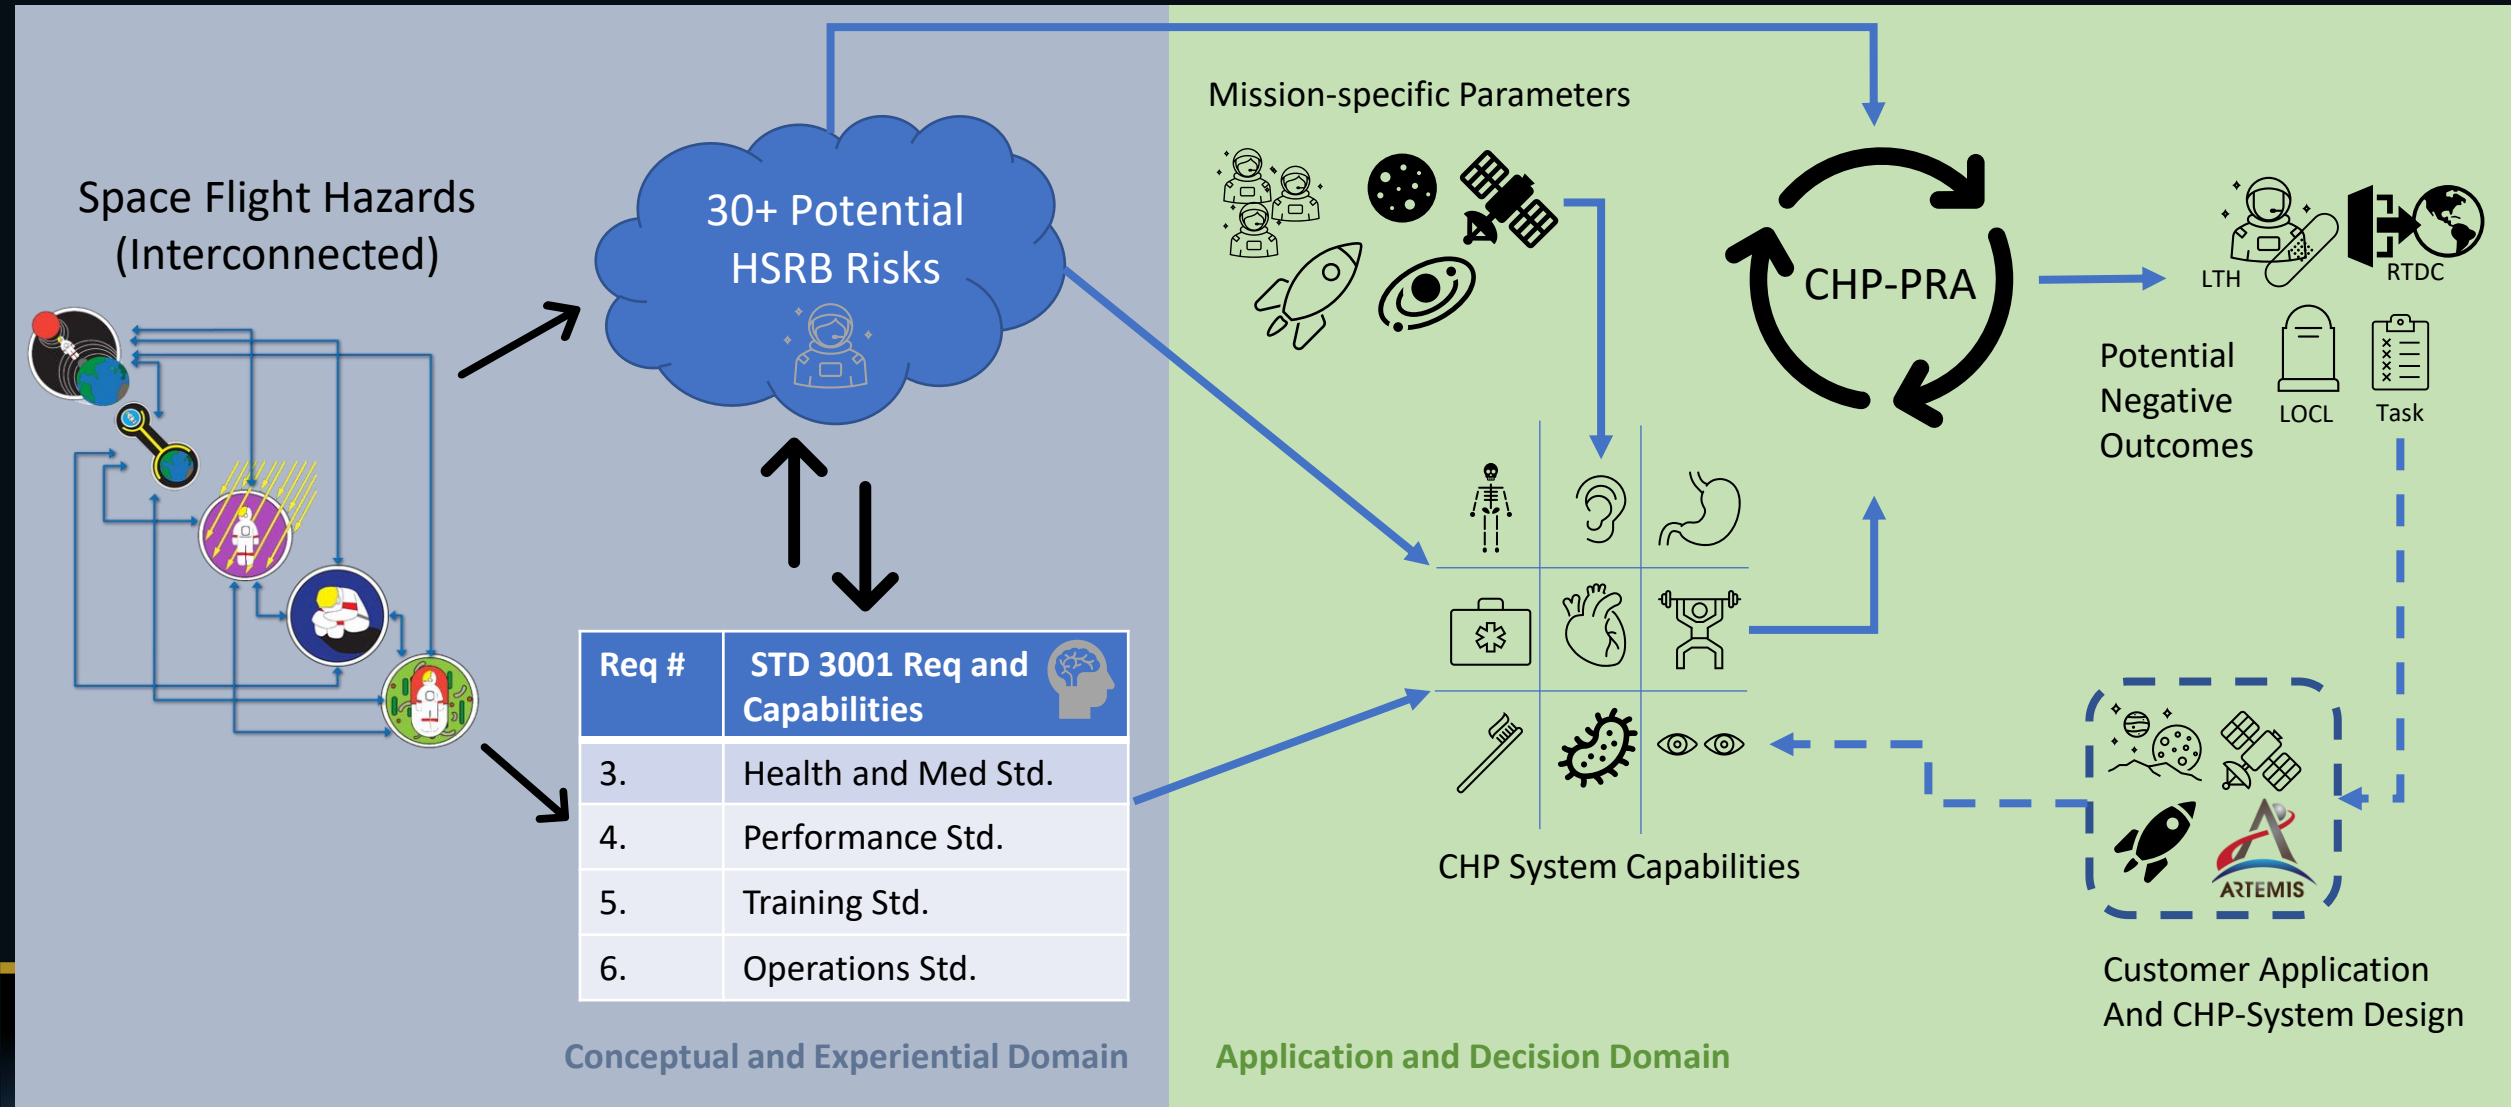 Space Flight Hazards
(Interconnected)
30+ Potential
HSRB Risks
Req #
STD 3001 Req and
Capabilities
3.
Health and Med Std.
4.
Performance Std.
5.
Training Std.
6.
Operations Std.
Conceptual and Experiential Domain
Mission-specific Parameters
CHP-PRA
LTH
RTDC
LOCL
Task
Potential
Negative
Outcomes
CHP System Capabilities
ARTEMIS
Customer Application
And CHP-System Design
Application and Decision Domain